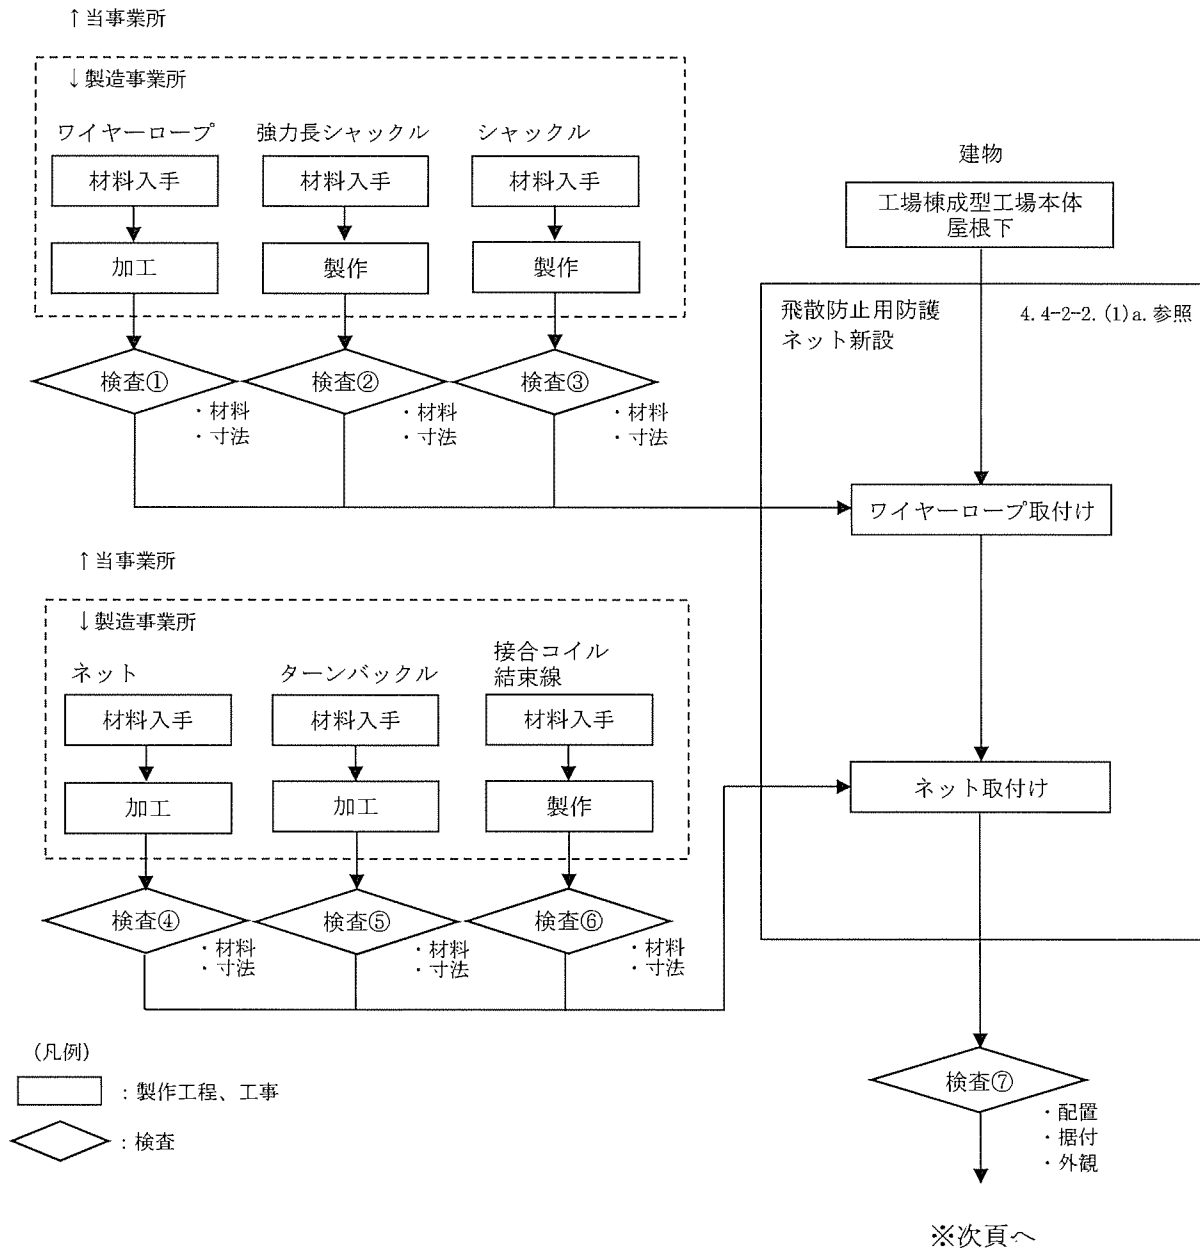 ↑当事業所
↓製造事業所
ワイヤーロープ
強力長シャックル
シャックル
材料入手
材料入手
材料入手
加工
製作
製作
検査①
・材料
・寸法
検査②
・材料
・寸法
検査③
・材料
・寸法
建物
工場棟成型工場本体
屋根下
飛散防止用防護
ネット新設
4.4-2-2.(1)a.参照
ワイヤーロープ取付け
↑当事業所
↓製造事業所
ネット
ターンバックル
接合コイル
結束線
材料入手
材料入手
材料入手
加工
加工
製作
ネット取付け
検査④
・材料
・寸法
検査⑤
・材料
・寸法
検査⑥
・材料
・寸法
検査⑦
・配置
・据付
・外観
(凡例)
：製作工程、工事
：検査
※次頁へ